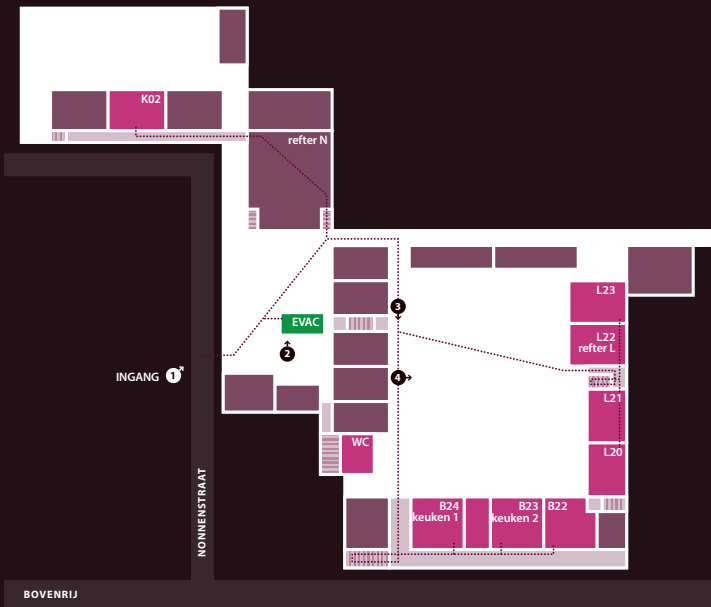 K02
refter N
L23
3
EVAC
L22
refter L
2
INGANG 1
4
L21
WC
L20
B24
keuken 1
B23
keuken 2
B22
NONNENSTRAAT
BOVENRIJ